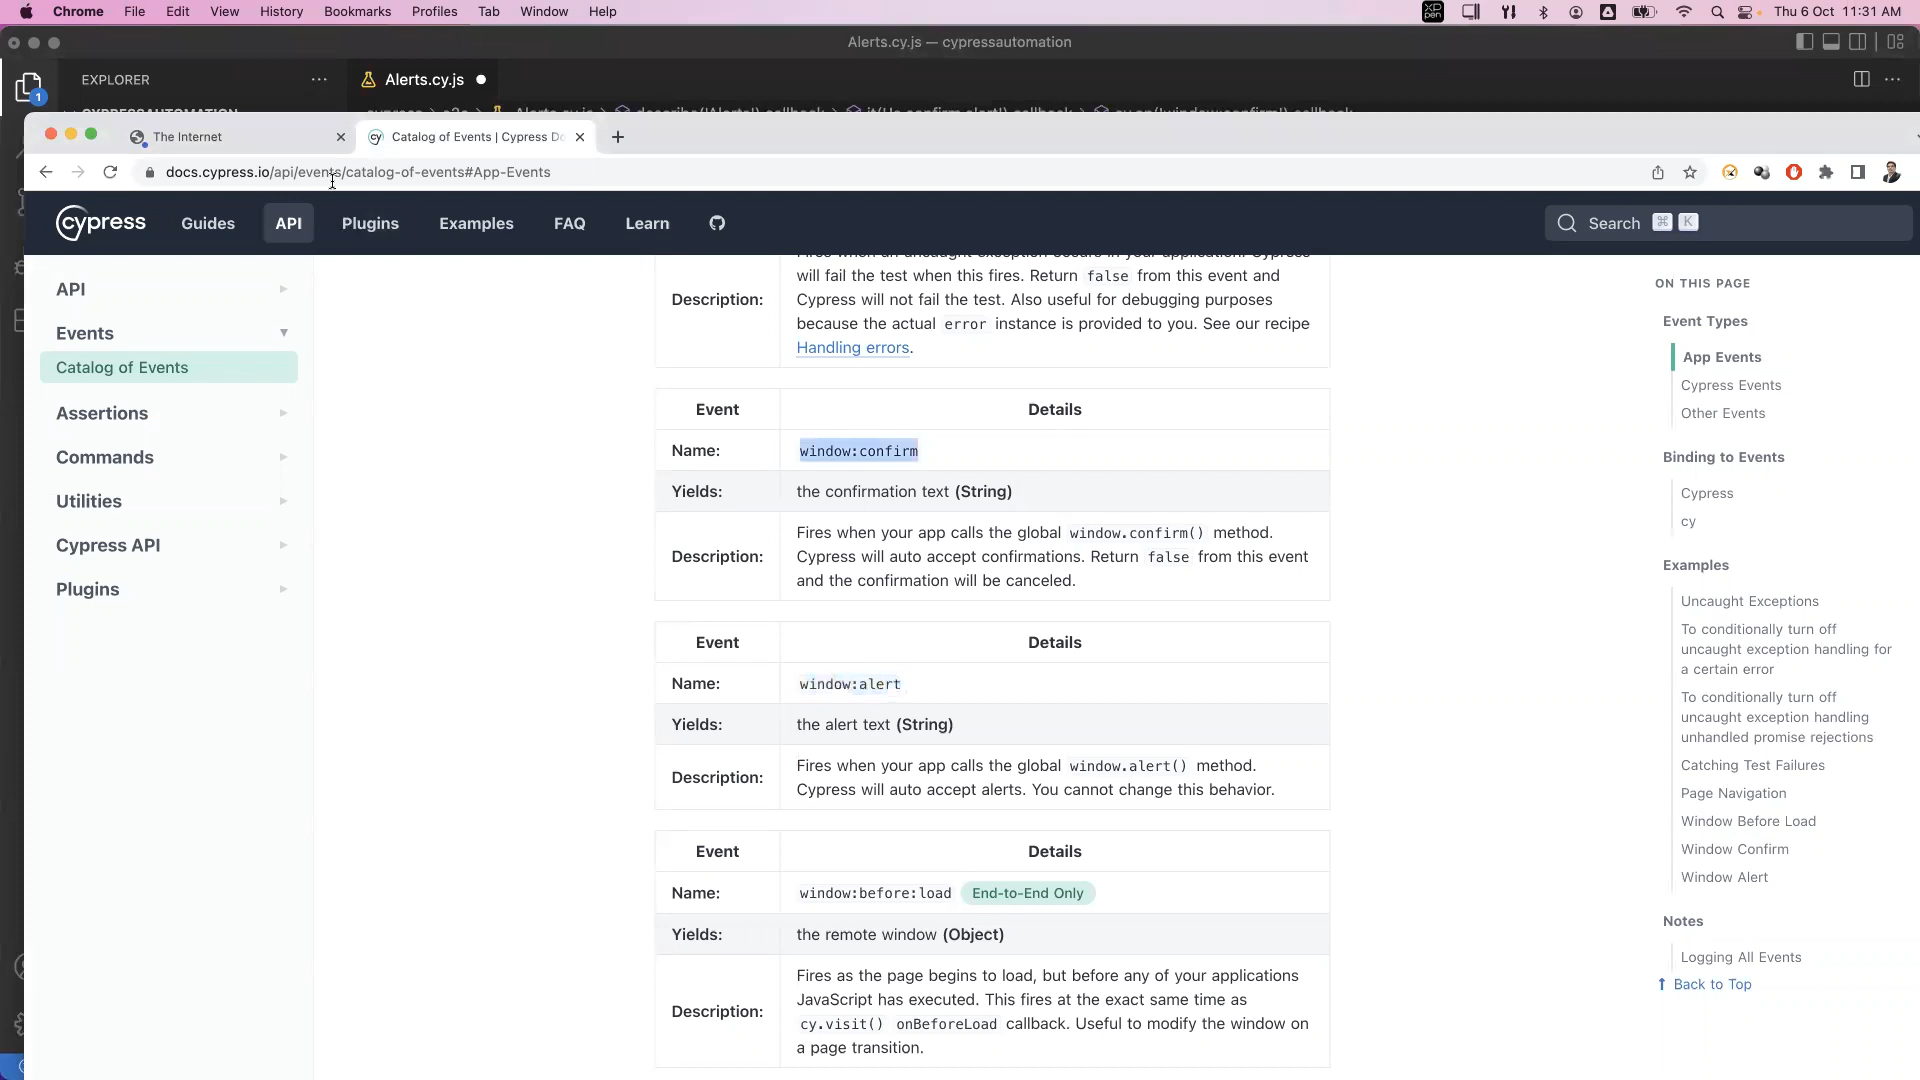 Chrome File Edit View History Bookmarks Profiles Tab Window Help
XP pen
Thu 6 Oct 11:31 AM
Alerts.cy.js — cypressautomation
EXPLORER ···
Alerts.cy.js
1
The Internet
cy Catalog of Events | Cypress Do
docs.cypress.io/api/events/catalog-of-events#App-Events
cypress Guides API Plugins Examples FAQ Learn
Search ⌘ K
API
Events
Catalog of Events
Assertions
Commands
Utilities
Cypress API
Plugins
will fail the test when this fires. Return false from this event and
Description: Cypress will not fail the test. Also useful for debugging purposes
because the actual error instance is provided to you. See our recipe
Handling errors.
Event Details
Name: window:confirm
Yields: the confirmation text (String)
Description: Fires when your app calls the global window.confirm() method.
Cypress will auto accept confirmations. Return false from this event
and the confirmation will be canceled.
Event Details
Name: window:alert
Yields: the alert text (String)
Description: Fires when your app calls the global window.alert() method.
Cypress will auto accept alerts. You cannot change this behavior.
Event Details
Name: window:before:load End-to-End Only
Yields: the remote window (Object)
Description: Fires as the page begins to load, but before any of your applications
JavaScript has executed. This fires at the exact same time as
cy.visit() onBeforeLoad callback. Useful to modify the window on
a page transition.
ON THIS PAGE
Event Types
App Events
Cypress Events
Other Events
Binding to Events
Cypress
cy
Examples
Uncaught Exceptions
To conditionally turn off
uncaught exception handling for
a certain error
To conditionally turn off
uncaught exception handling
unhandled promise rejections
Catching Test Failures
Page Navigation
Window Before Load
Window Confirm
Window Alert
Notes
Logging All Events
↑ Back to Top